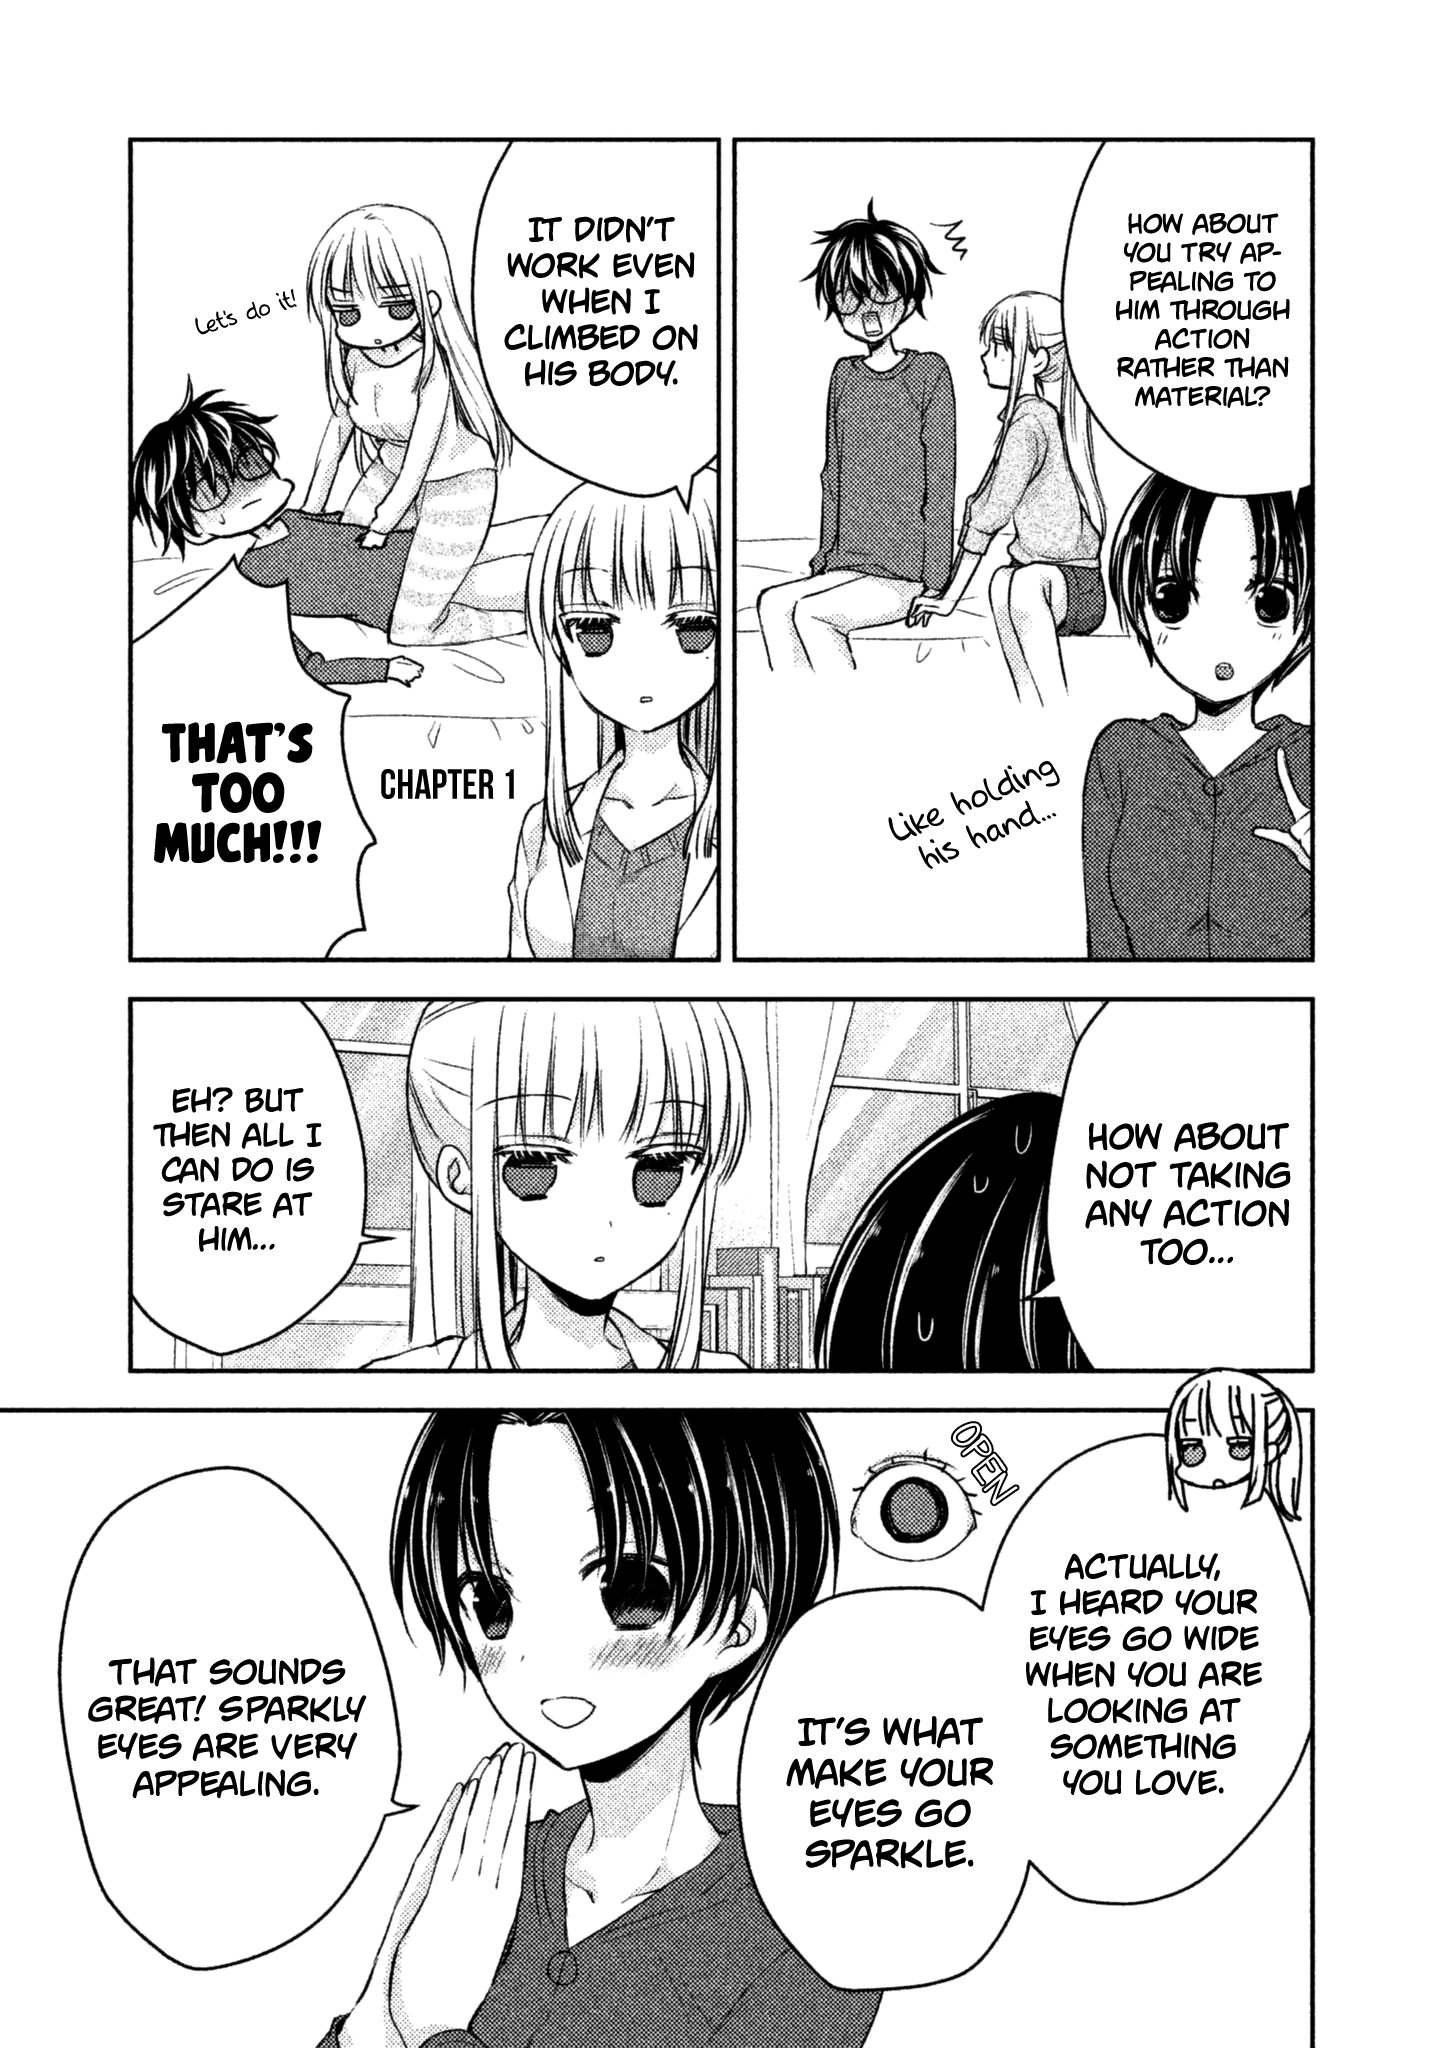 HOW ABOUT
YOU TRY AP-
PEALING TO
HIM THROUGH
ACTION
RATHER THAN
MATERIAL?
Like holding
his hand...
IT DIDN'T
WORK EVEN
WHEN I
CLIMBED ON
HIS BODY.
Let's do it!
THAT'S
TOO
MUCH!!!
CHAPTER 1
HOW ABOUT
NOT TAKING
ANY ACTION
TOO...
EH? BUT
THEN ALL I
CAN DO IS
STARE AT
HIM...
ACTUALLY,
I HEARD YOUR
EYES GO WIDE
WHEN YOU ARE
LOOKING AT
SOMETHING
YOU LOVE.
OPEN
IT'S WHAT
MAKE YOUR
EYES GO
SPARKLE.
THAT SOUNDS
GREAT! SPARKLY
EYES ARE VERY
APPEALING.